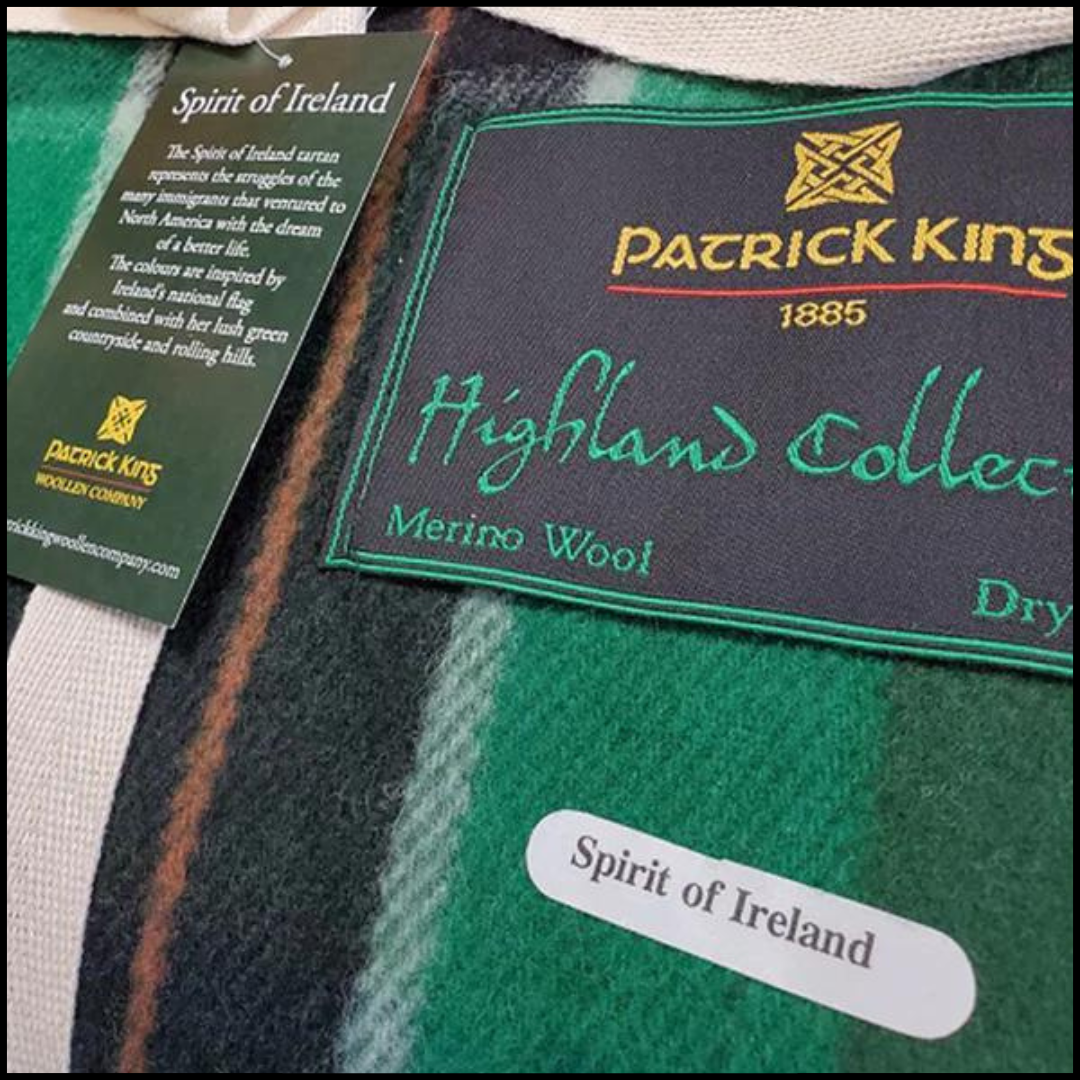 Spirit of Ireland
The Spirit of Ireland tartan
represents the struggles of the
many immigrants that ventured to
North America with the dream
of a better life.
The colours are inspired by
Ireland's national flag
and combined with her lush green
countryside and rolling hills.
PATRICK KING
WOOLLEN COMPANY
rickkingwoollencompany.com
PATRICK KING
1885
Highland Collec
Merino Wool
Dry
Spirit of Ireland